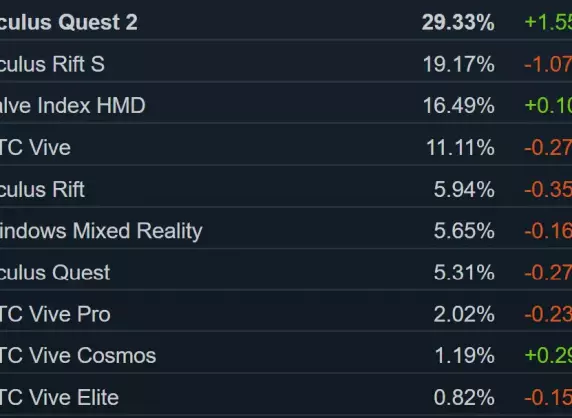 culus Quest 2 29.33% +1.55
culus Rift S 19.17% -1.07
alve Index HMD 16.49% +0.10
TC Vive 11.11% -0.27
culus Rift 5.94% -0.35
indows Mixed Reality 5.65% -0.16
culus Quest 5.31% -0.27
TC Vive Pro 2.02% -0.23
TC Vive Cosmos 1.19% +0.29
TC Vive Elite 0.82% -0.15